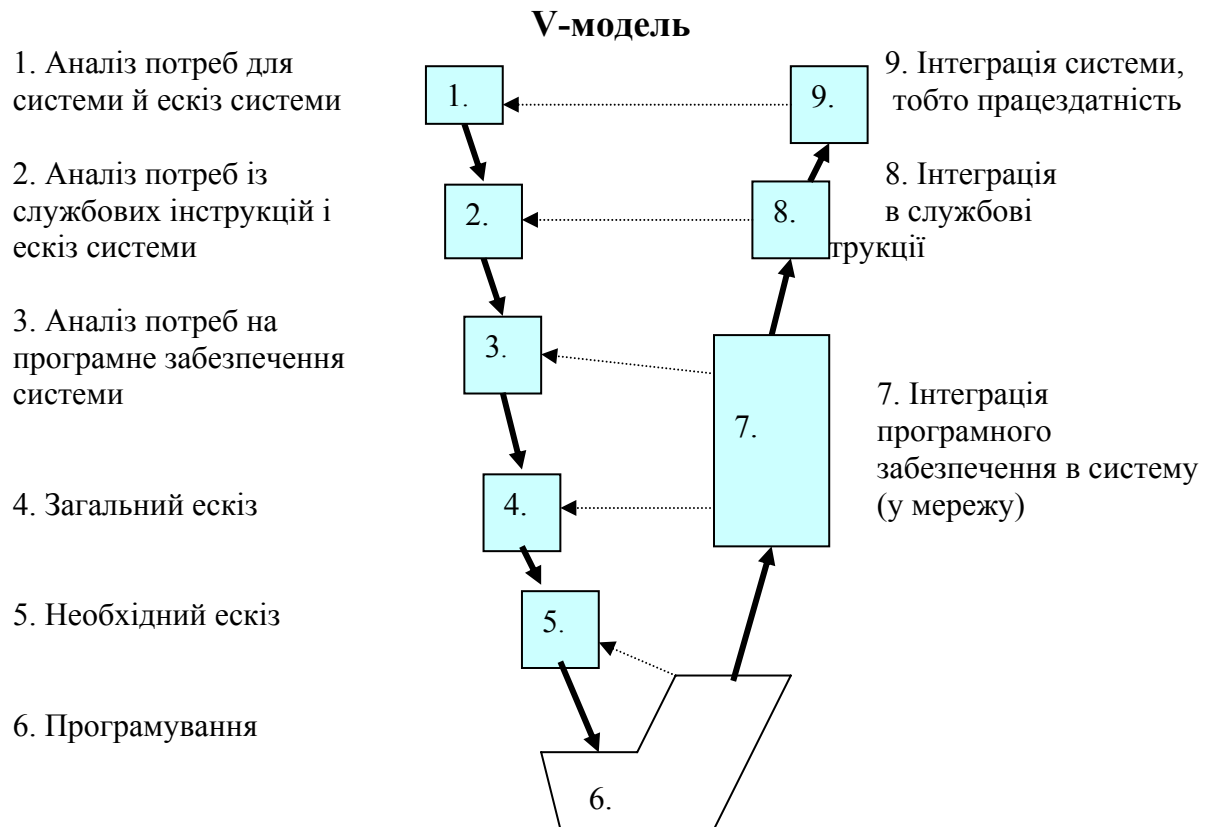 V-модель
1. Аналіз потреб для
системи й ескіз системи
2. Аналіз потреб із
службових інструкцій і
ескіз системи
3. Аналіз потреб на
програмне забезпечення
системи
4. Загальний ескіз
5. Необхідний ескіз
6. Програмування
1.
2.
3.
4.
5.
6.
7.
8.
9.
9. Інтеграція системи,
тобто працездатність
8. Інтеграція
в службові
трукції
7. Інтеграція
програмного
забезпечення в систему
(у мережу)